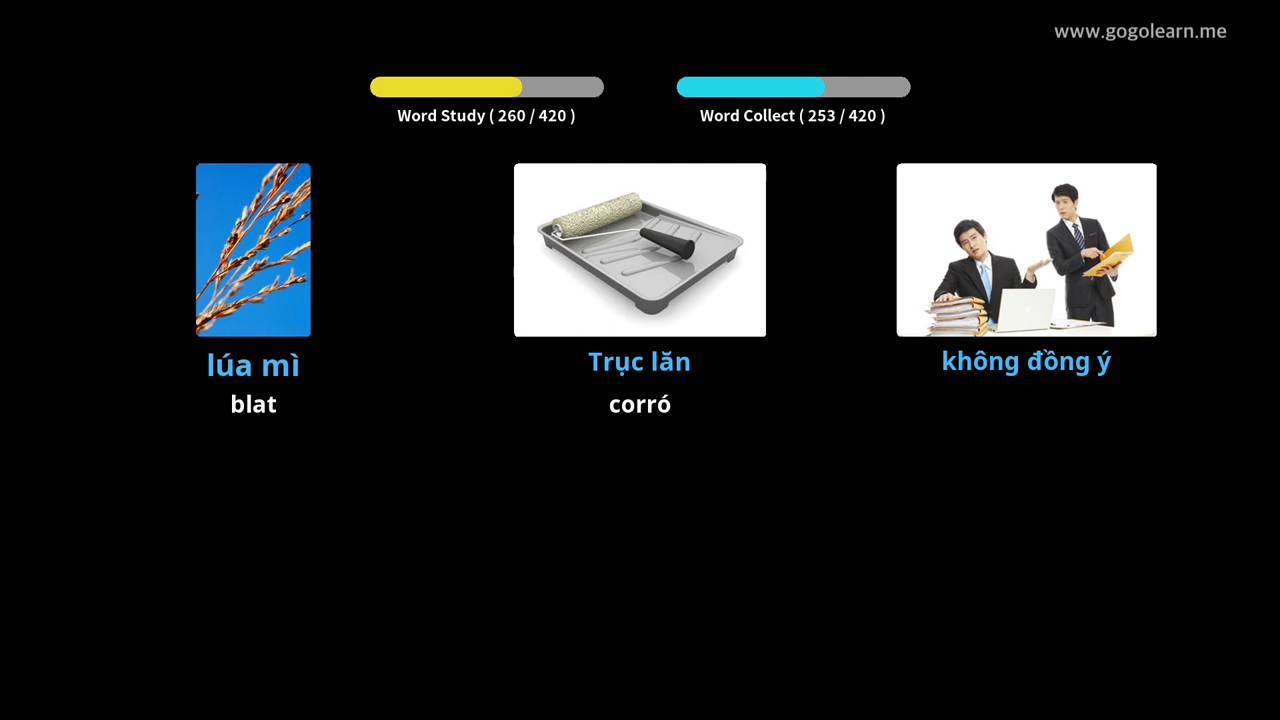 www.gogolearn.me
Word Study ( 260 / 420 )
Word Collect ( 253 / 420 )
lúa mì
Trục lăn
không đồng ý
blat
corró